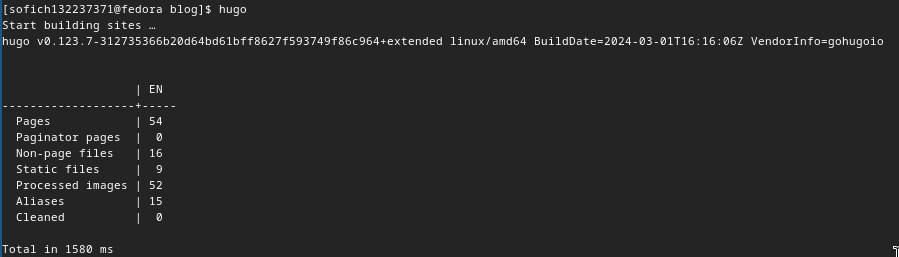 [sofich132237371@fedora blog]$ hugo
Start building sites …
hugo v0.123.7-312735366b20d64bd61bff8627f593749f86c964+extended linux/amd64 BuildDate=2024-03-01T16:16:06Z VendorInfo=gohugoio
                   | EN
-------------------+-----
  Pages            | 54
  Paginator pages  |  0
  Non-page files   | 16
  Static files     |  9
  Processed images | 52
  Aliases          | 15
  Cleaned          |  0
Total in 1580 ms